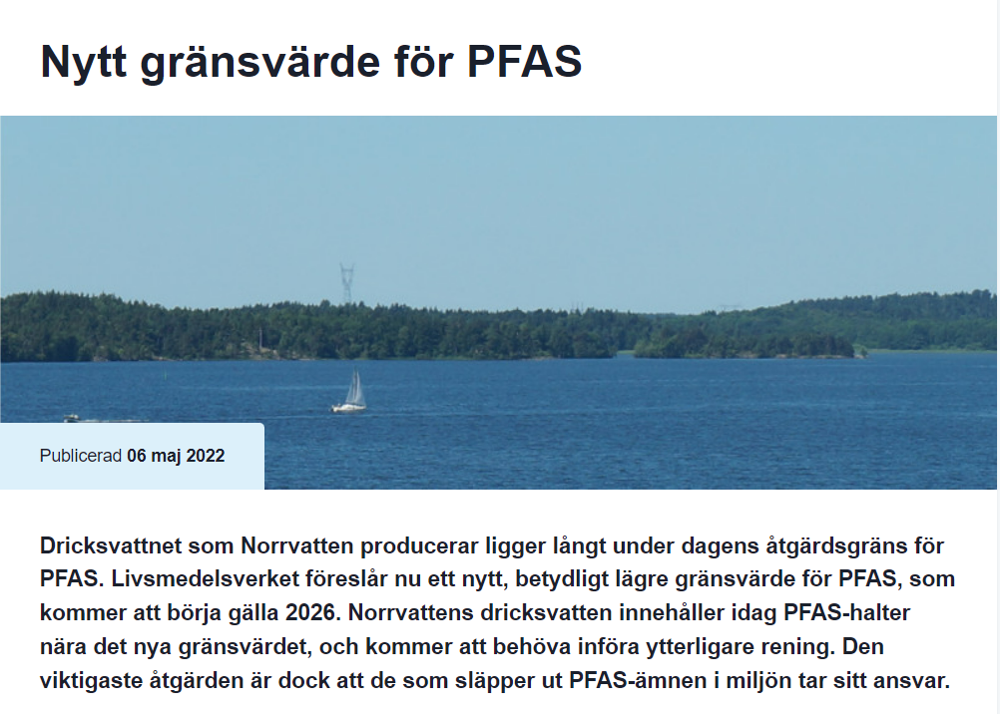 Nytt gränsvärde för PFAS
Publicerad 06 maj 2022
Dricksvattnet som Norrvatten producerar ligger långt under dagens åtgärdsgräns för
PFAS. Livsmedelsverket föreslår nu ett nytt, betydligt lägre gränsvärde för PFAS, som
kommer att börja gälla 2026. Norrvattens dricksvatten innehåller idag PFAS-halter
nära det nya gränsvärdet, och kommer att behöva införa ytterligare rening. Den
viktigaste åtgärden är dock att de som släpper ut PFAS-ämnen i miljön tar sitt ansvar.